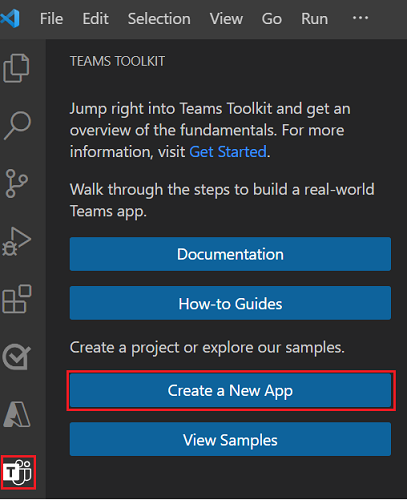 File Edit Selection View Go Run ...
TEAMS TOOLKIT
Jump right into Teams Toolkit and get an
overview of the fundamentals. For more
information, visit Get Started.
Walk through the steps to build a real-world
Teams app.
Documentation
How-to Guides
Create a project or explore our samples.
Create a New App
View Samples
T